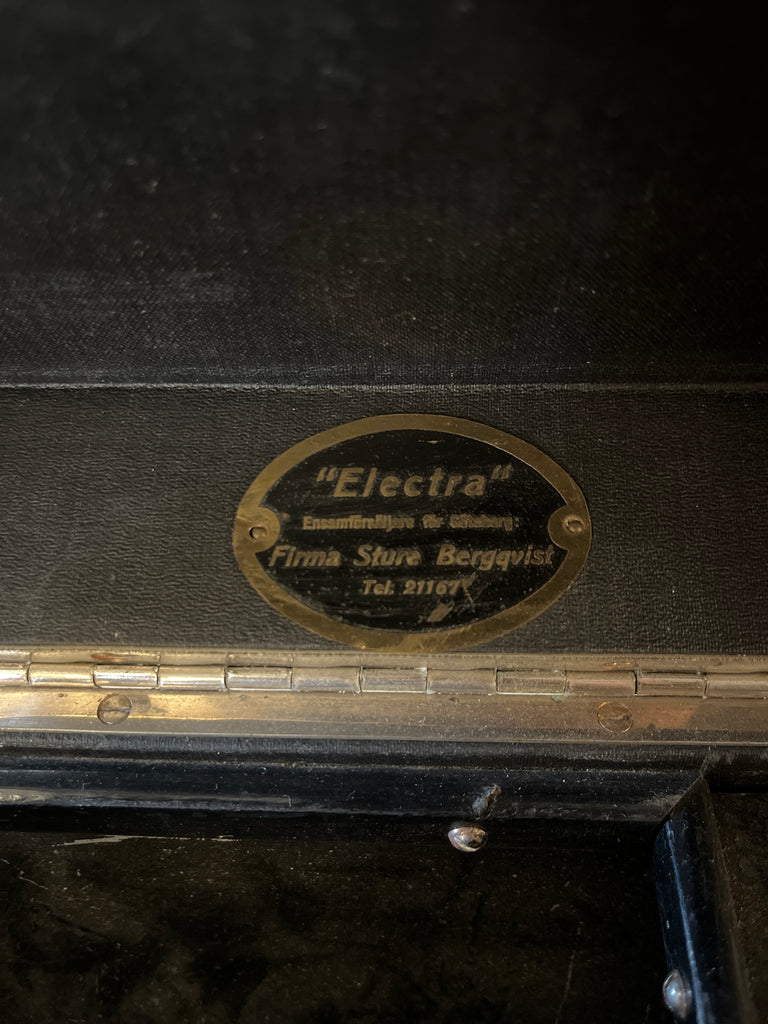 "Electra"
Ensamförsäljare för Göteborg:
Firma Sture Bergqvist
Tel. 21167